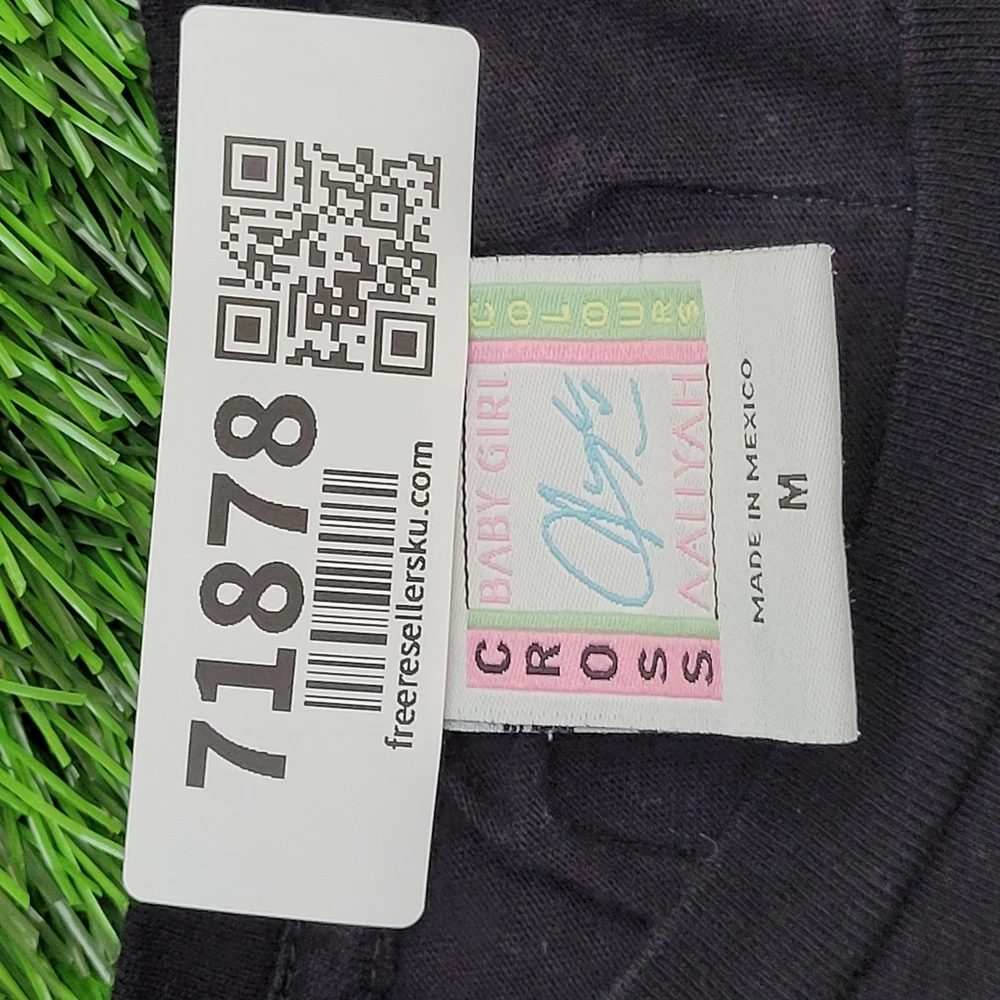 71878
freeresellersku.com
CROSS
COLOURS
BABY GIRL
AALIYAH
MADE IN MEXICO
M